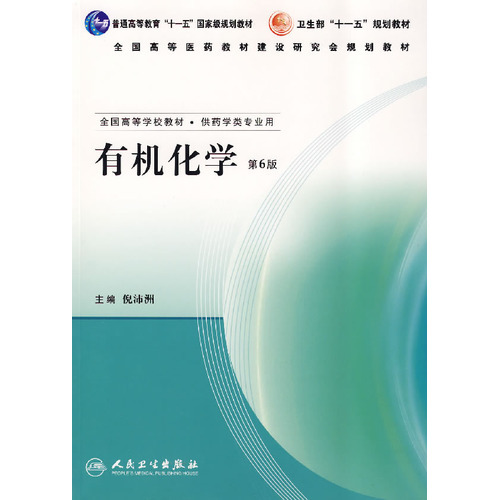 普通高等教育“十一五”国家级规划教材
卫生部“十一五”规划教材
全国高等医药教材建设研究会规划教材
全国高等学校教材·供药学类专业用
有机化学 第6版
主编 倪沛洲
人民卫生出版社
PEOPLE'S MEDICAL PUBLISHING HOUSE